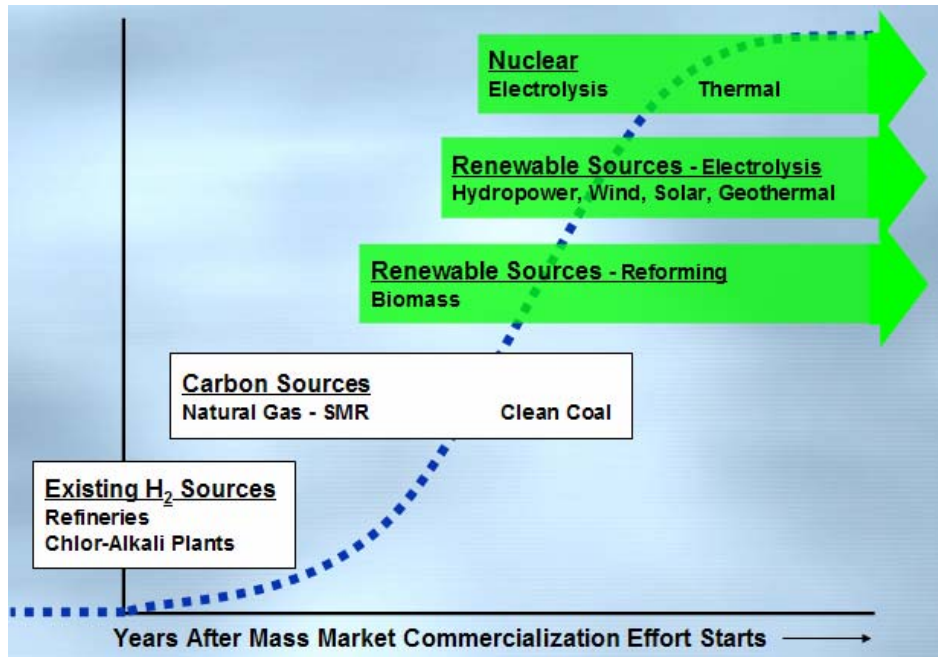 Nuclear
Electrolysis Thermal
Renewable Sources - Electrolysis
Hydropower, Wind, Solar, Geothermal
Renewable Sources - Reforming
Biomass
Carbon Sources
Natural Gas - SMR Clean Coal
Existing H₂ Sources
Refineries
Chlor-Alkali Plants
Years After Mass Market Commercialization Effort Starts